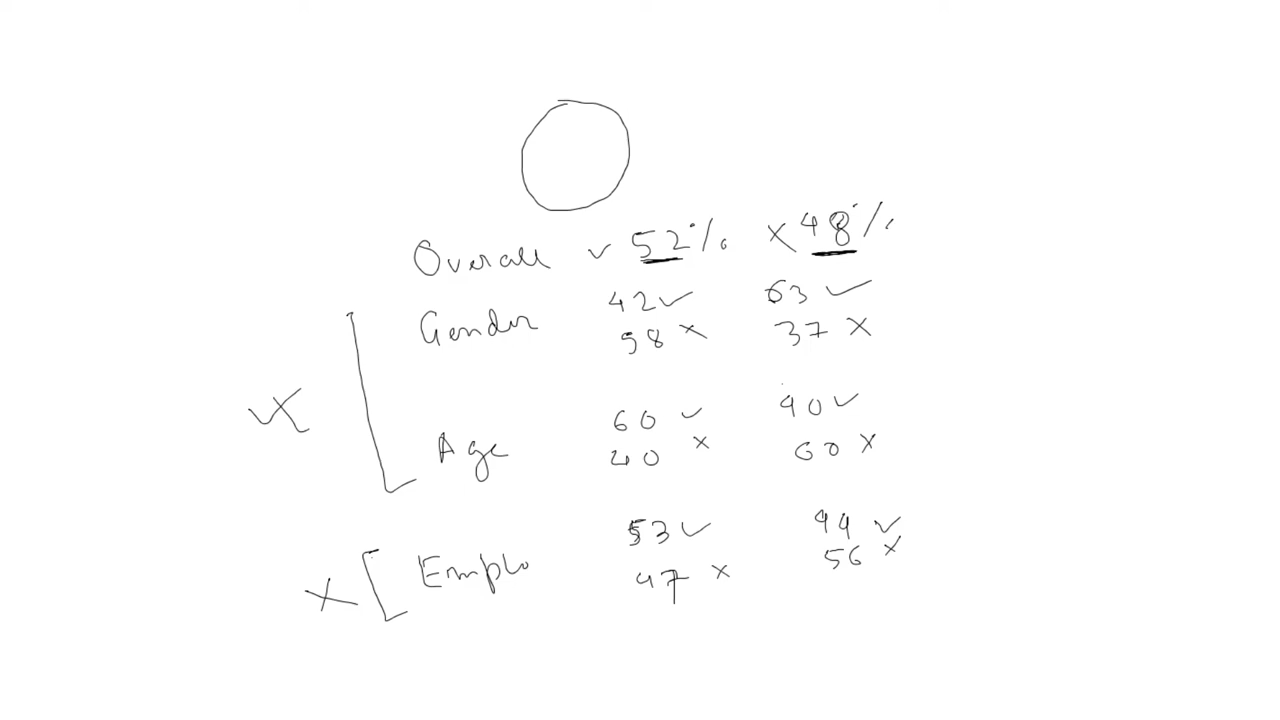 Overall ✓ 52% × 48%
Gender 42 ✓ 63 ✓
58 × 37 ×
Age 60 ✓ 40 ✓
40 × 60 ×
Emplo 53 ✓ 44 ✓
47 × 56 ×